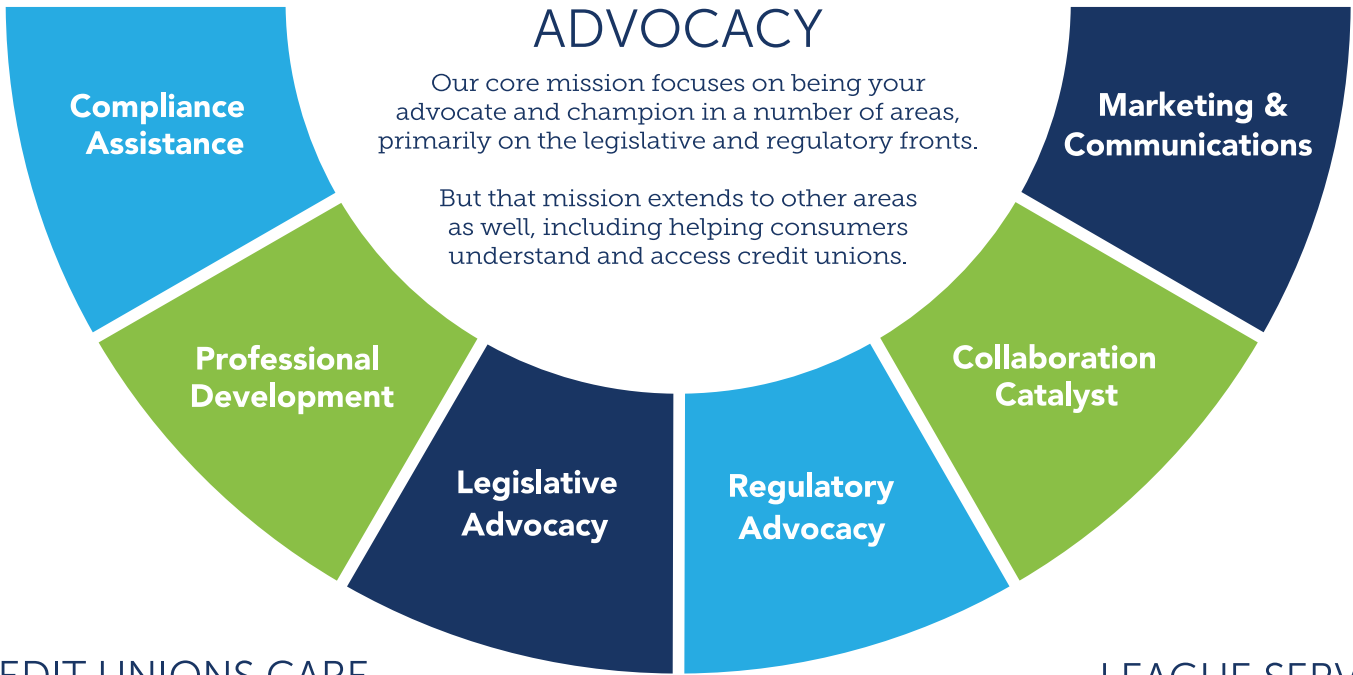 ADVOCACY
Our core mission focuses on being your
advocate and champion in a number of areas,
primarily on the legislative and regulatory fronts.
But that mission extends to other areas
as well, including helping consumers
understand and access credit unions.
Compliance
Assistance
Professional
Development
Legislative
Advocacy
Regulatory
Advocacy
Collaboration
Catalyst
Marketing &
Communications
UNIONS
LEAGUE